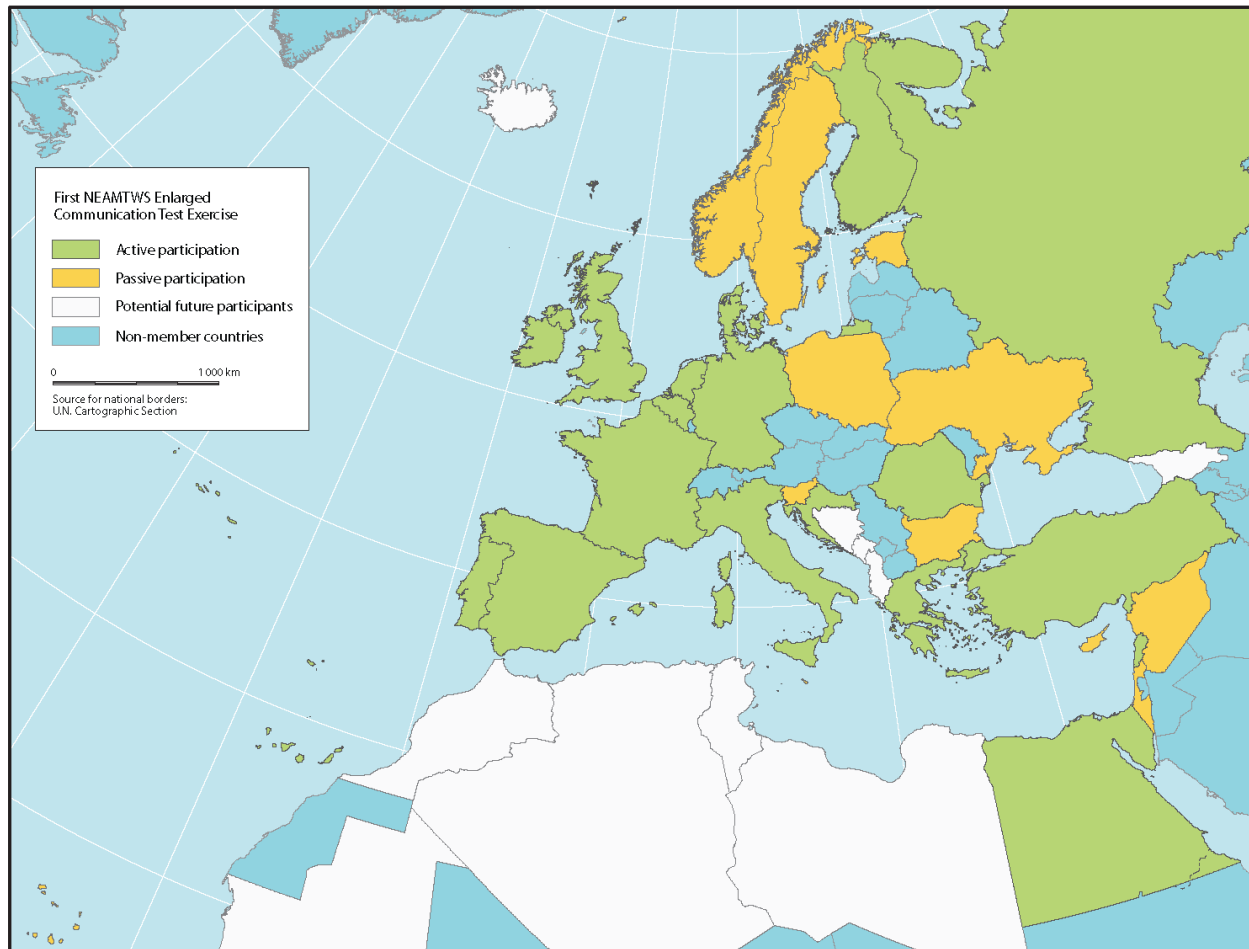 First NEAMTWS Enlarged
Communication Test Exercise
Active participation
Passive participation
Potential future participants
Non-member countries
0 1 000 km
Source for national borders:
U.N. Cartographic Section